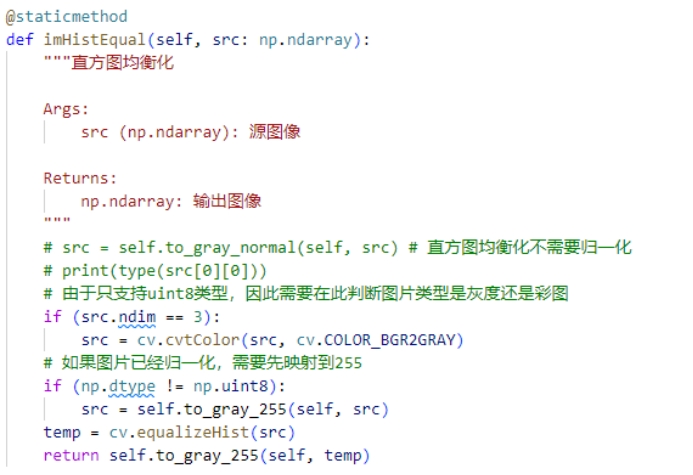 @staticmethod
def imHistEqual(self, src: np.ndarray):
    """直方图均衡化

    Args:
        src (np.ndarray): 源图像

    Returns:
        np.ndarray: 输出图像
    """
    # src = self.to_gray_normal(self, src) # 直方图均衡化不需要归一化
    # print(type(src[0][0]))
    # 由于只支持uint8类型，因此需要在此判断图片类型是灰度还是彩图
    if (src.ndim == 3):
        src = cv.cvtColor(src, cv.COLOR_BGR2GRAY)
    # 如果图片已经归一化，需要先映射到255
    if (np.dtype != np.uint8):
        src = self.to_gray_255(self, src)
    temp = cv.equalizeHist(src)
    return self.to_gray_255(self, temp)